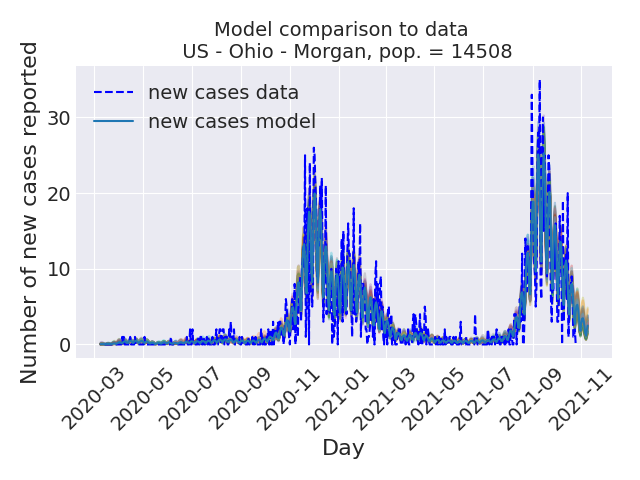 Model comparison to data
US - Ohio - Morgan, pop. = 14508
Number of new cases reported
30
20
10
0
new cases data
new cases model
2020-03
2020-05
2020-07
2020-09
2020-11
2021-01
2021-03
2021-05
2021-07
2021-09
2021-11
Day